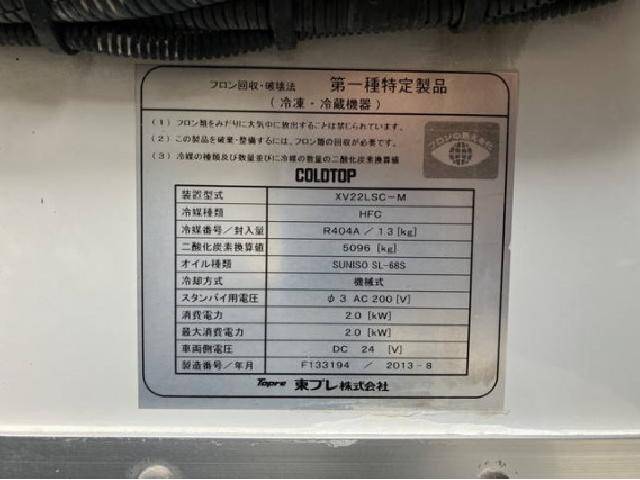 フロン回収・破壊法 第一種特定製品
(冷凍・冷蔵機器)
(1) フロン類をみだりに大気中に放出することは禁じられています。
(2) この製品を廃棄・整備するには、フロン類の回収が必要です。
(3) 冷媒の種類及び数量並びに冷媒の数量の二酸化炭素換算値
フロンの見える化
COLDTOP
装置型式 XV22LSC-M
冷媒種類 HFC
冷媒番号/封入量 R404A / 1.3 [kg]
二酸化炭素換算値 5096 [kg]
オイル種類 SUNISO SL-68S
冷却方式 機械式
スタンバイ用電圧 φ3 AC 200 [V]
消費電力 2.0 [kW]
最大消費電力 2.0 [kW]
車両側電圧 DC 24 [V]
製造番号/年月 F133194 / 2013-8
Topre 東プレ株式会社